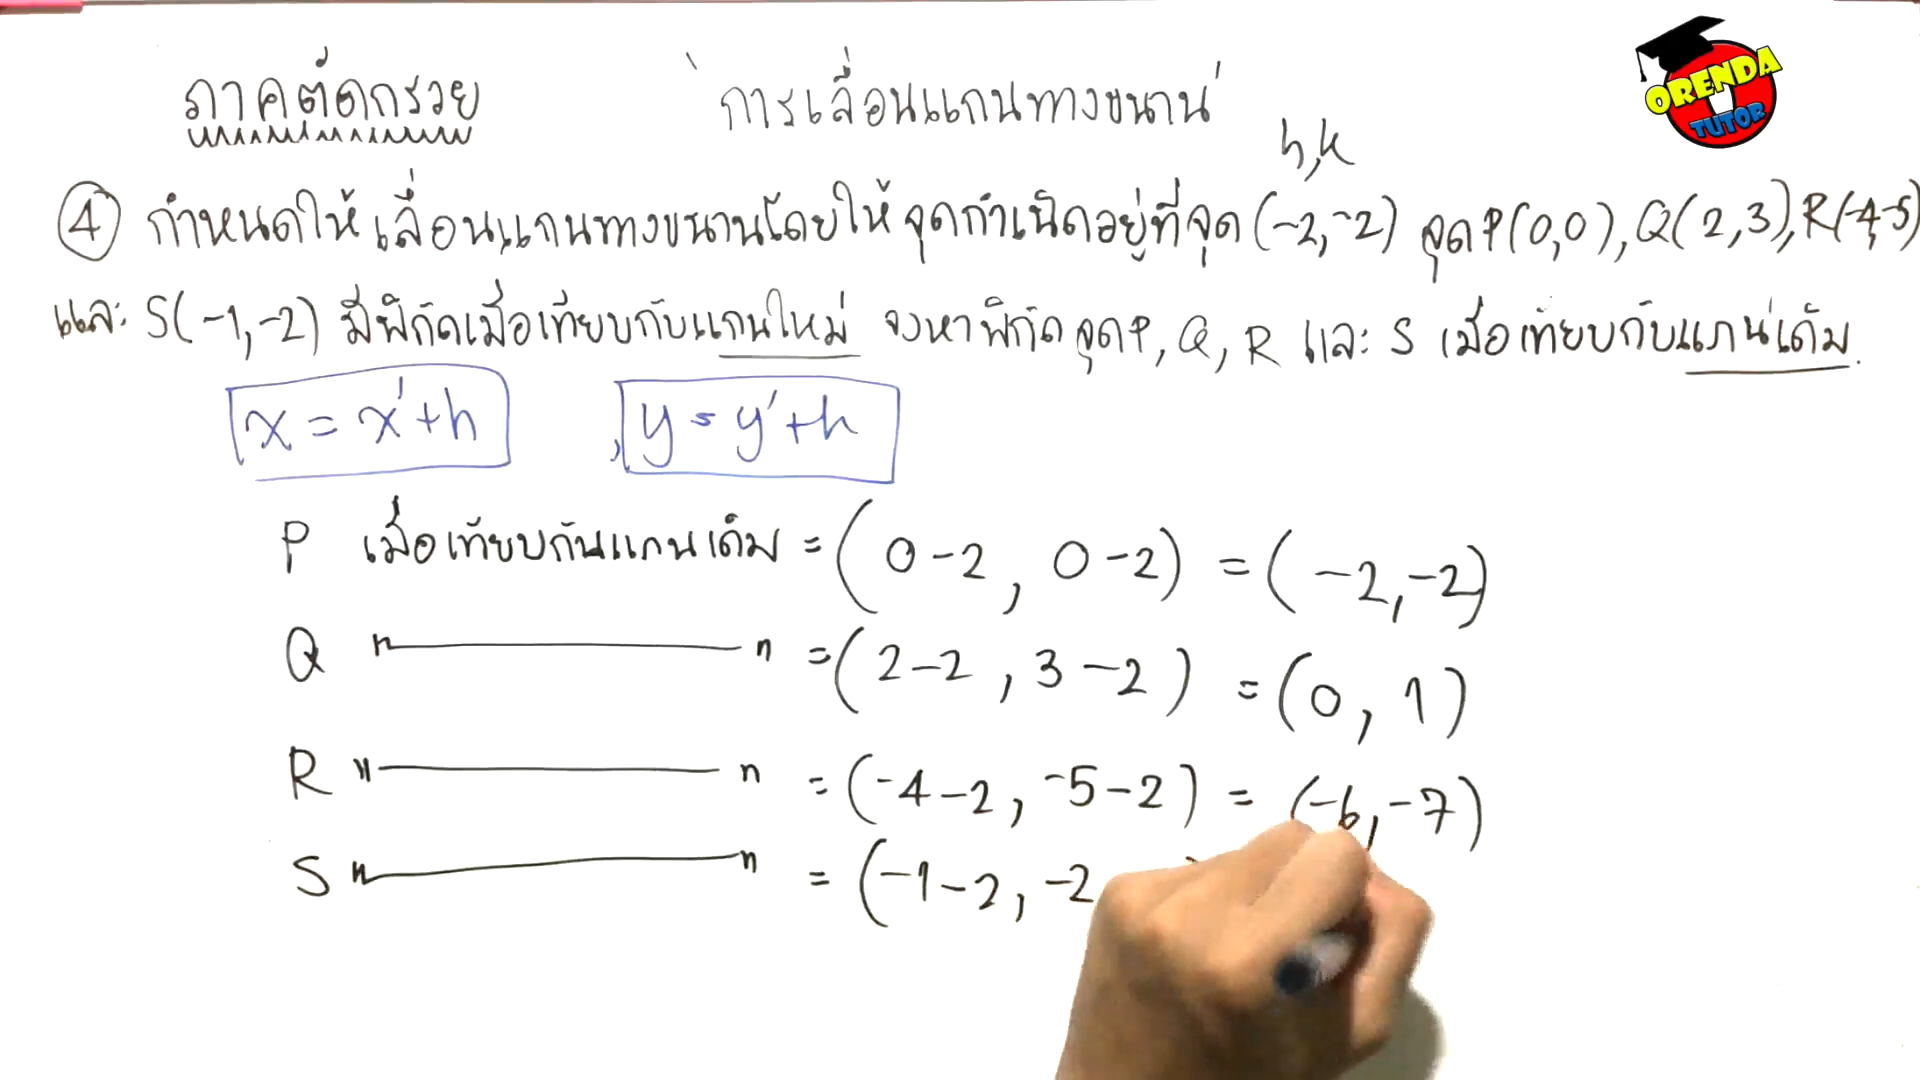 ภาคตัดกรวย การเลื่อนแกนทางขนาน
ORENDA
TUTOR
h,k
④ กำหนดให้เลื่อนแกนทางขนานโดยให้จุดกำเนิดอยู่ที่จุด (-2,-2) จุด P(0,0), Q(2,3), R(-4,-5)
และ S(-1,-2) มีพิกัดเมื่อเทียบกับแกนใหม่ จงหาพิกัดจุด P, Q, R และ S เมื่อเทียบกับแกนเดิม.
x = x'+h , y = y'+h
P เมื่อเทียบกับแกนเดิม = (0-2, 0-2) = (-2,-2)
Q " ——— " = (2-2, 3-2) = (0, 1)
R " ——— " = (-4-2, -5-2) = (-6,-7)
S " ——— " = (-1-2, -2